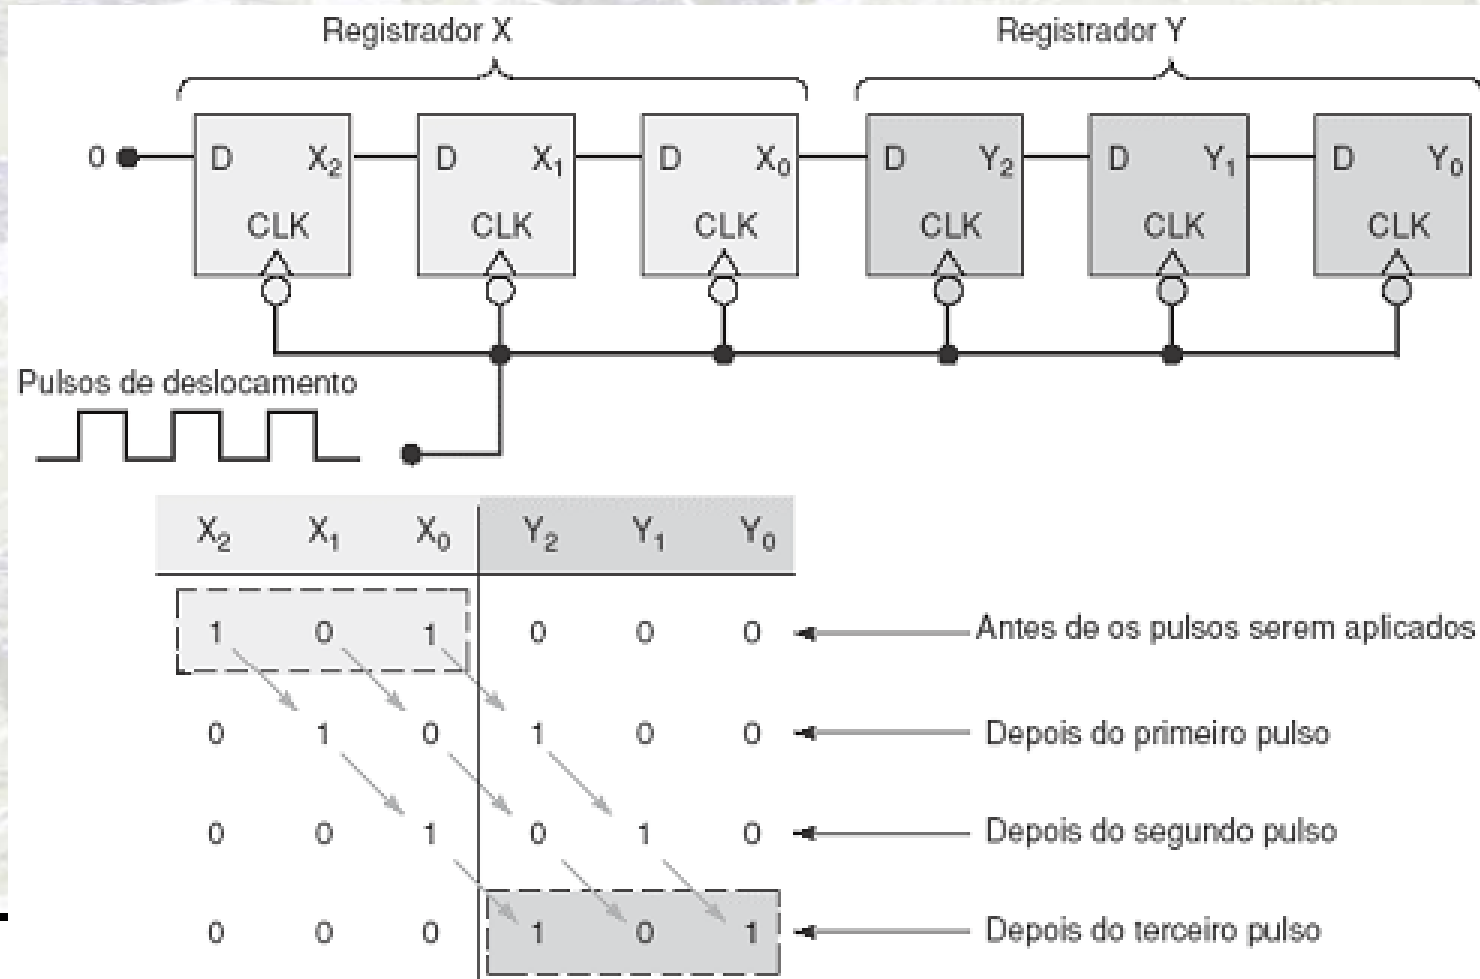 Registrador X Registrador Y
0 D X₂ D X₁ D X₀ D Y₂ D Y₁ D Y₀
CLK CLK CLK CLK CLK CLK
Pulsos de deslocamento
X₂ X₁ X₀ Y₂ Y₁ Y₀
1 0 1 0 0 0 Antes de os pulsos serem aplicados
0 1 0 1 0 0 Depois do primeiro pulso
0 0 1 0 1 0 Depois do segundo pulso
0 0 0 1 0 1 Depois do terceiro pulso